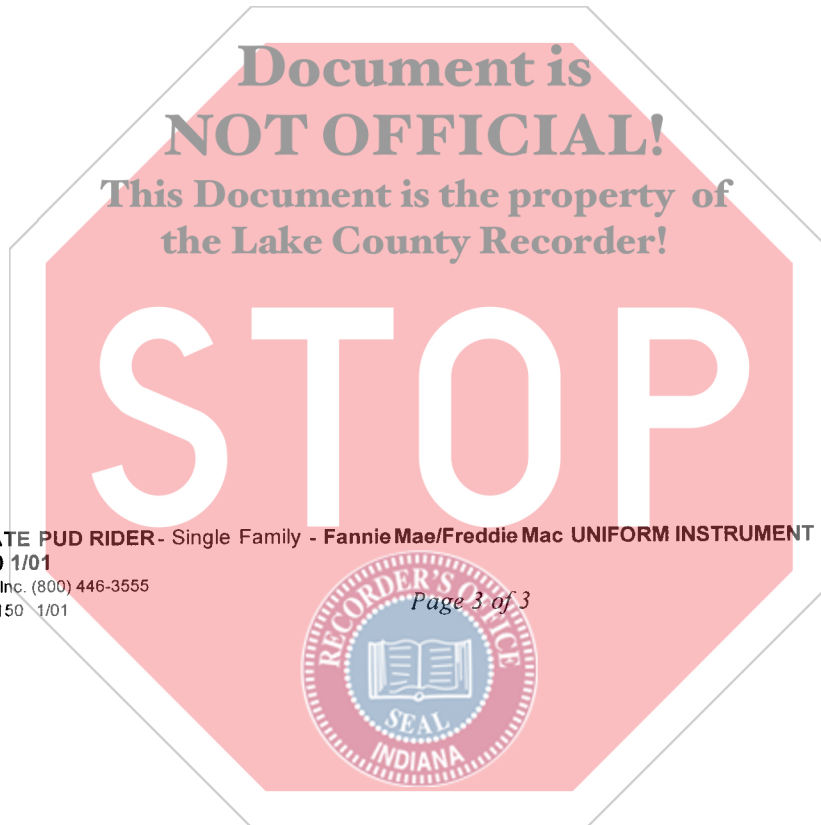 Document is
NOT OFFICIAL!
This Document is the property of
the Lake County Recorder!
STOP
PUD RIDER- Single Family - Fannie Mae/Freddie Mac UNIFORM INSTRUMENT
1/01
Inc. (800) 446-3555
Page 3 of 3
150 1/01
RECORDER'S OFFICE
SEAL
INDIANA